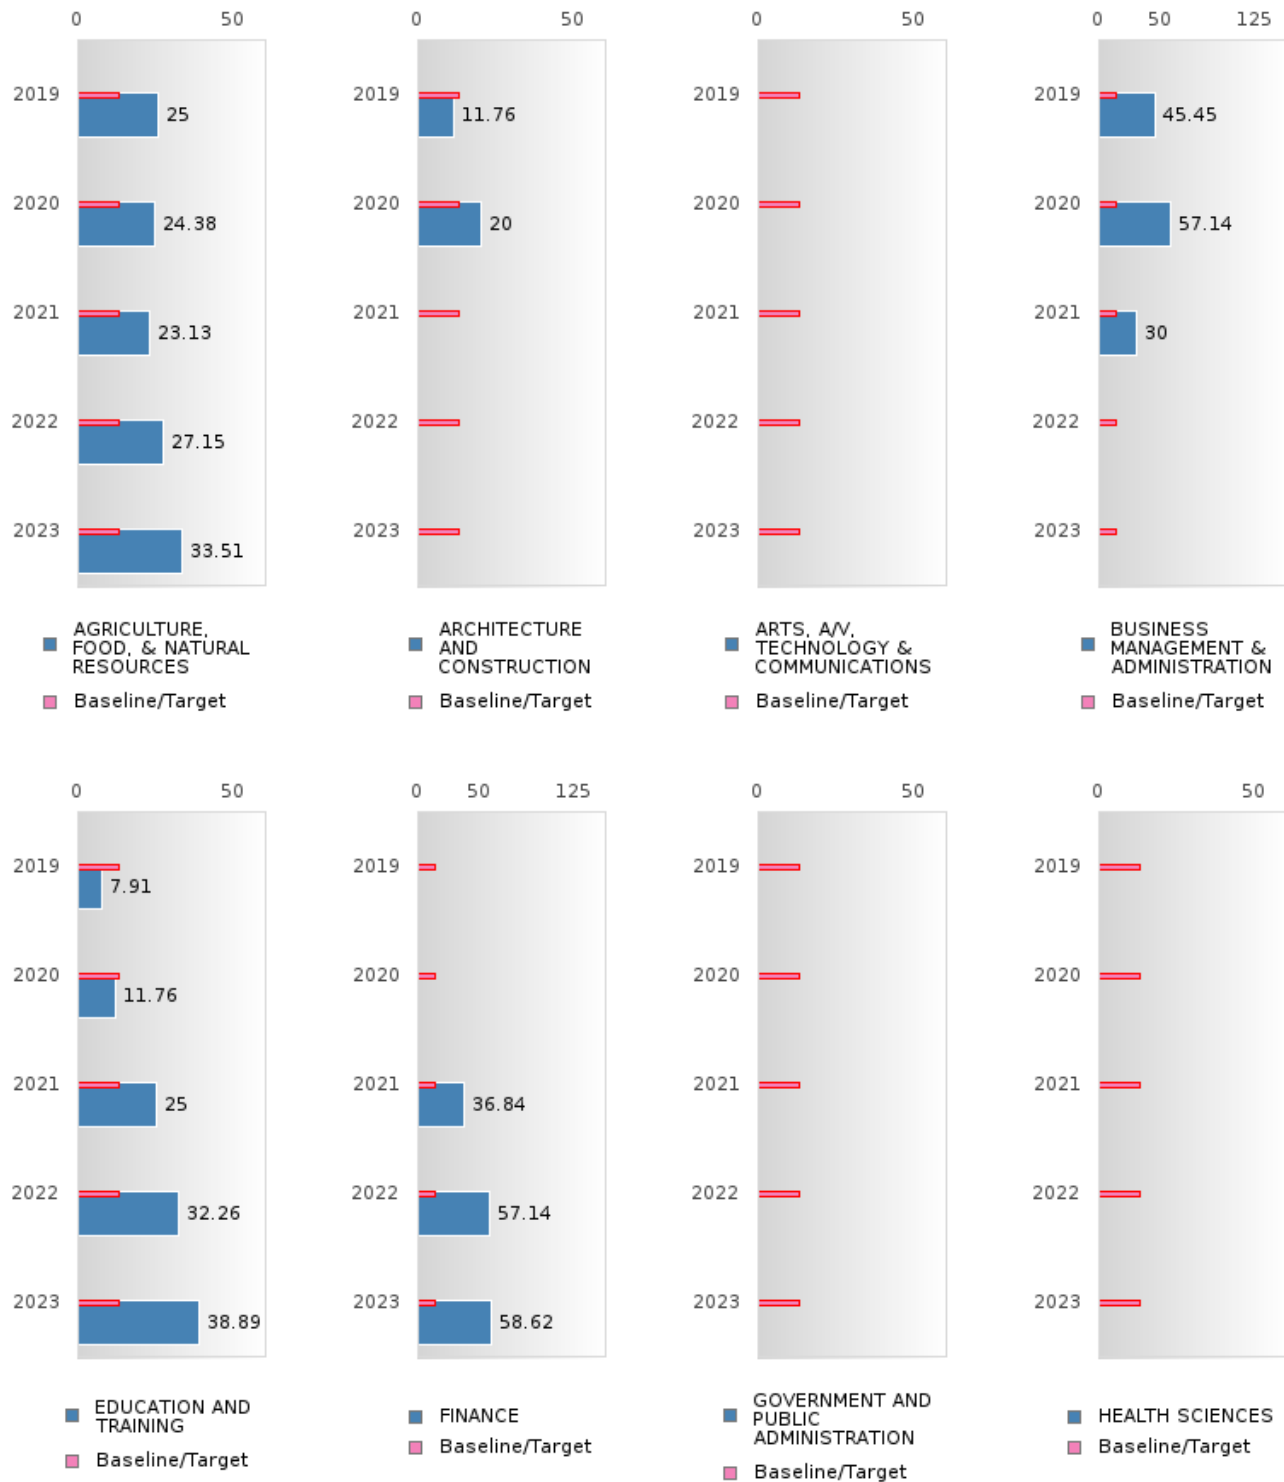 0 50
2019 25
2020 24.38
2021 23.13
2022 27.15
2023 33.51
AGRICULTURE,
FOOD, & NATURAL
RESOURCES
Baseline/Target
0 50
2019 11.76
2020 20
2021
2022
2023
ARCHITECTURE
AND
CONSTRUCTION
Baseline/Target
0 50
2019
2020
2021
2022
2023
ARTS, A/V,
TECHNOLOGY &
COMMUNICATIONS
Baseline/Target
0 50 125
2019 45.45
2020 57.14
2021 30
2022
2023
BUSINESS
MANAGEMENT &
ADMINISTRATION
Baseline/Target
0 50
2019 7.91
2020 11.76
2021 25
2022 32.26
2023 38.89
EDUCATION AND
TRAINING
Baseline/Target
0 50 125
2019
2020
2021 36.84
2022 57.14
2023 58.62
FINANCE
Baseline/Target
0 50
2019
2020
2021
2022
2023
GOVERNMENT AND
PUBLIC
ADMINISTRATION
Baseline/Target
0 50
2019
2020
2021
2022
2023
HEALTH SCIENCES
Baseline/Target